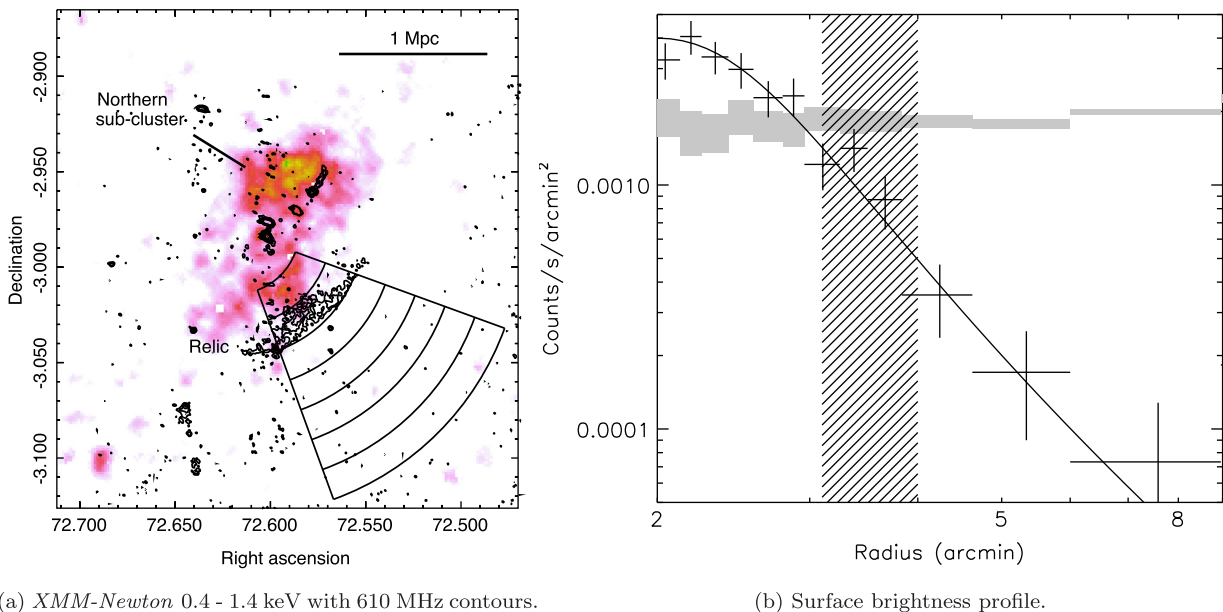 1 Mpc
Northern
sub-cluster
Relic
-2.900
-2.950
-3.000
-3.050
-3.100
Declination
72.700
72.650
72.600
72.550
72.500
Right ascension
(a) XMM-Newton 0.4 - 1.4 keV with 610 MHz contours.
Counts/s/arcmin²
0.0010
0.0001
2
5
8
Radius (arcmin)
(b) Surface brightness profile.